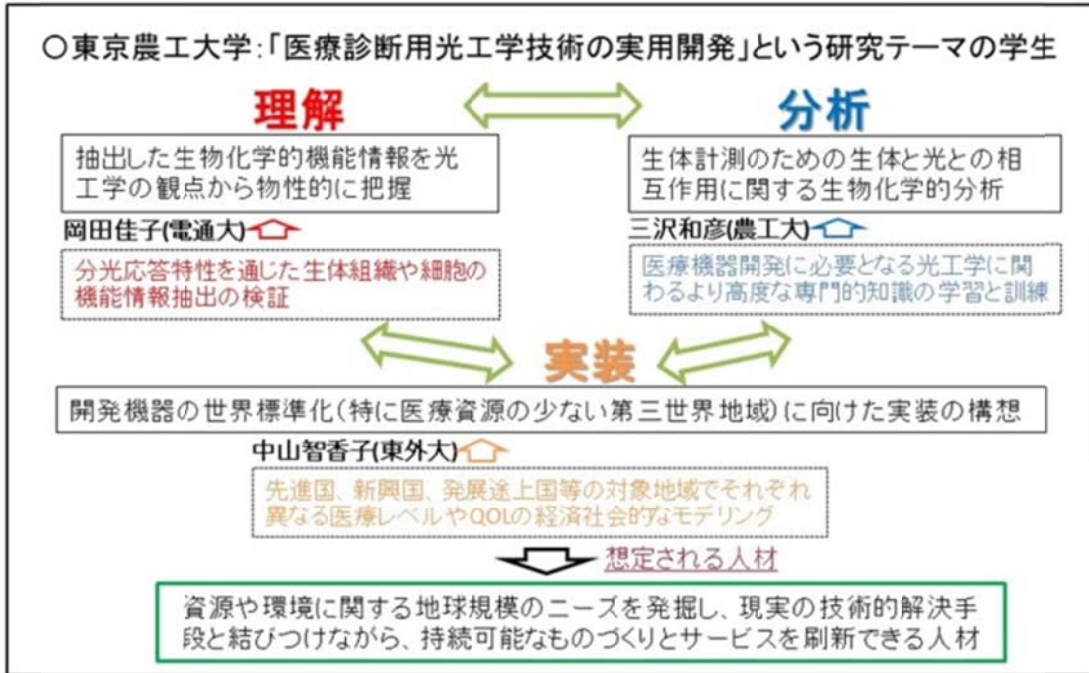 〇東京農工大学:「医療診断用光工学技術の実用開発」という研究テーマの学生
理解
分析
抽出した生物化学的機能情報を光
工学の観点から物性的に把握
生体計測のための生体と光との相
互作用に関する生物化学的分析
岡田佳子(電通大)
三沢和彦(農工大)
分光応答特性を通じた生体組織や細胞の
機能情報抽出の検証
医療機器開発に必要となる光工学に関
わるより高度な専門的知識の学習と訓練
実装
開発機器の世界標準化(特に医療資源の少ない第三世界地域)に向けた実装の構想
中山智香子(東外大)
先進国、新興国、発展途上国等の対象地域でそれぞれ
異なる医療レベルやQOLの経済社会的なモデリング
想定される人材
資源や環境に関する地球規模のニーズを発掘し、現実の技術的解決手
段と結びつけながら、持続可能なものづくりとサービスを刷新できる人材